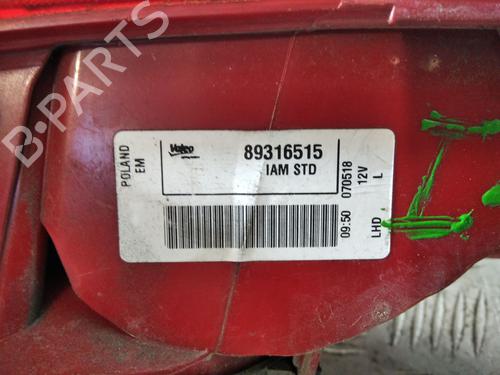 B-PARTS
POLAND
EM
Valeo
89316515
IAM STD
070518
12V
L
09:50
LHD